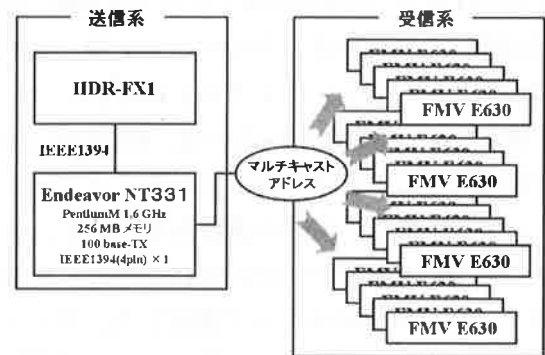 送信系
IIDR-FX1
IEEE1394
Endeavor NT331
PentiumM 1.6 GHz
256 MB メモリ
100 base-TX
IEEE1394(4pin) × 1
マルチキャスト
アドレス
受信系
FMV E630
FMV E630
FMV E630
FMV E630